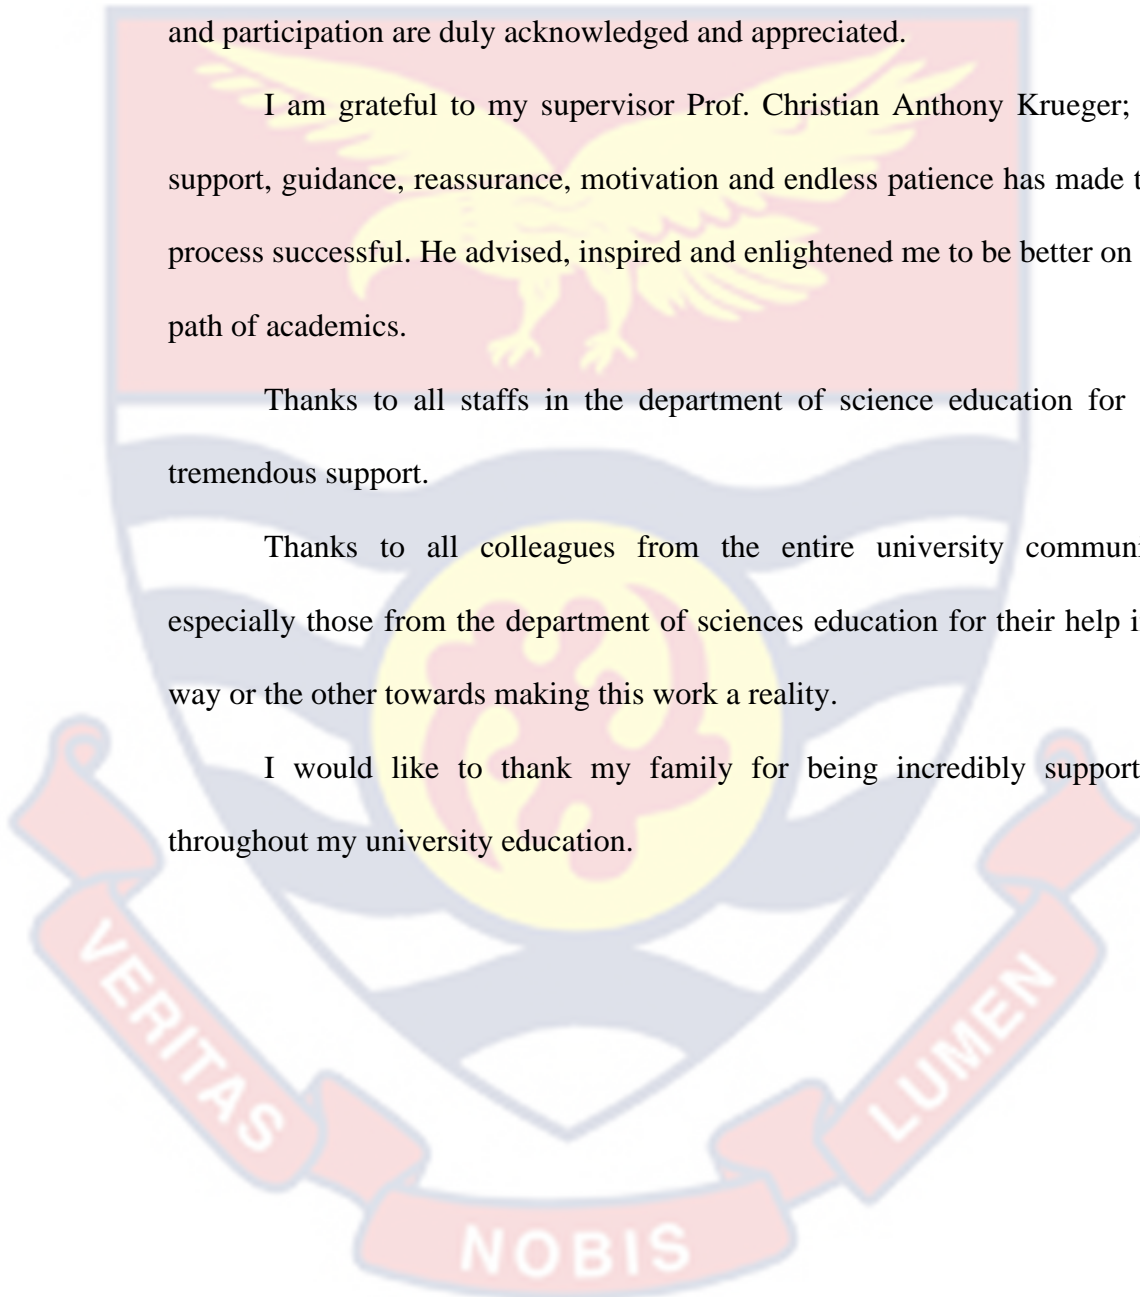 and participation are duly acknowledged and appreciated.
I am grateful to my supervisor Prof. Christian Anthony Krueger;
support, guidance, reassurance, motivation and endless patience has made
process successful. He advised, inspired and enlightened me to be better on
path of academics.
Thanks to all staffs in the department of science education for
tremendous support.
Thanks to all colleagues from the entire university
especially those from the department of sciences education for their help
way or the other towards making this work a reality.
I would like to thank my family for being incredibly
throughout my university education.
VERITAS
NOBIS
LUMEN